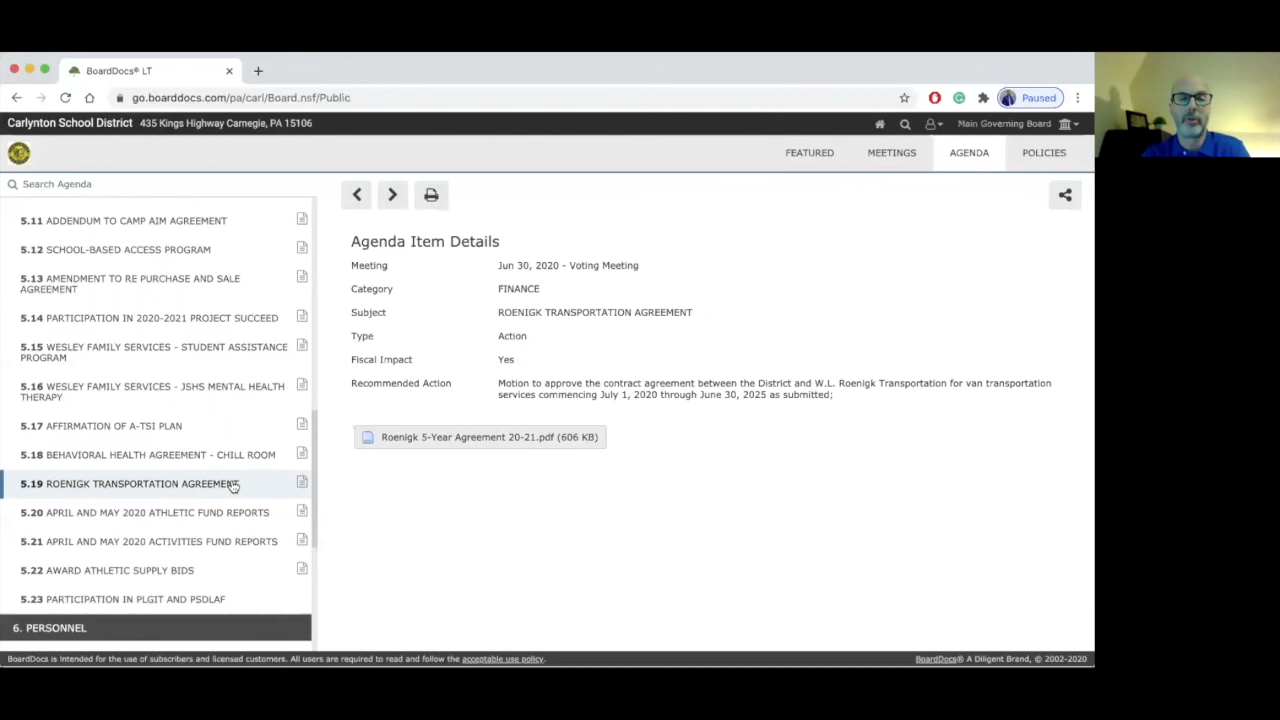 BoardDocs® LT
go.boarddocs.com/pa/carl/Board.nsf/Public
Paused
Carlynton School District 435 Kings Highway Carnegie, PA 15106
Main Governing Board
FEATURED MEETINGS AGENDA POLICIES
Search Agenda
5.11 ADDENDUM TO CAMP AIM AGREEMENT
5.12 SCHOOL-BASED ACCESS PROGRAM
5.13 AMENDMENT TO RE PURCHASE AND SALE
AGREEMENT
5.14 PARTICIPATION IN 2020-2021 PROJECT SUCCEED
5.15 WESLEY FAMILY SERVICES - STUDENT ASSISTANCE
PROGRAM
5.16 WESLEY FAMILY SERVICES - JSHS MENTAL HEALTH
THERAPY
5.17 AFFIRMATION OF A-TSI PLAN
5.18 BEHAVIORAL HEALTH AGREEMENT - CHILL ROOM
5.19 ROENIGK TRANSPORTATION AGREEMENT
5.20 APRIL AND MAY 2020 ATHLETIC FUND REPORTS
5.21 APRIL AND MAY 2020 ACTIVITIES FUND REPORTS
5.22 AWARD ATHLETIC SUPPLY BIDS
5.23 PARTICIPATION IN PLGIT AND PSDLAF
6. PERSONNEL
Agenda Item Details
Meeting Jun 30, 2020 - Voting Meeting
Category FINANCE
Subject ROENIGK TRANSPORTATION AGREEMENT
Type Action
Fiscal Impact Yes
Recommended Action Motion to approve the contract agreement between the District and W.L. Roenigk Transportation for van transportation
services commencing July 1, 2020 through June 30, 2025 as submitted;
Roenigk 5-Year Agreement 20-21.pdf (606 KB)
BoardDocs is intended for the use of subscribers and licensed customers. All users are required to read and follow the acceptable use policy. BoardDocs® A Diligent Brand, © 2002-2020